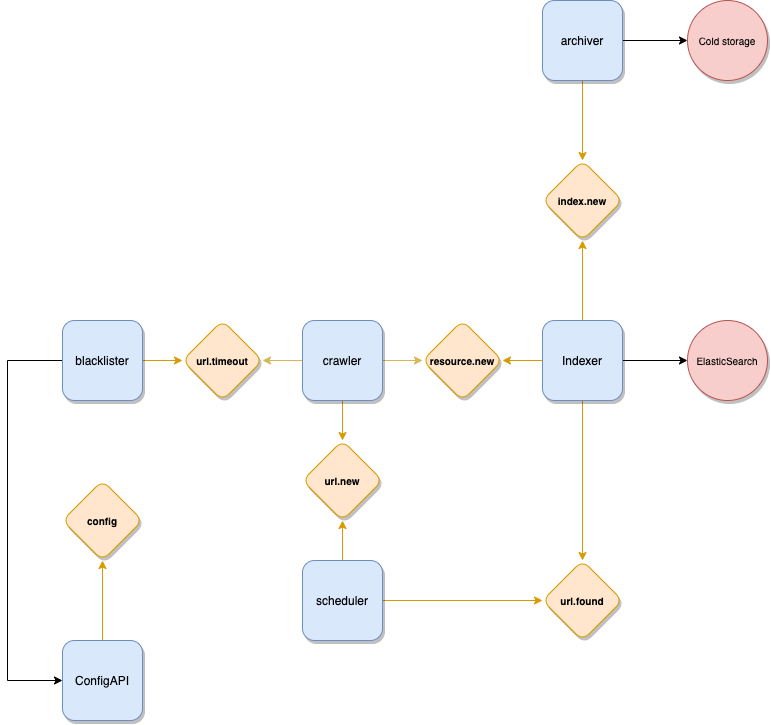 archiver
Cold storage
index.new
blacklister
url.timeout
crawler
resource.new
Indexer
ElasticSearch
url.new
config
scheduler
url.found
ConfigAPI